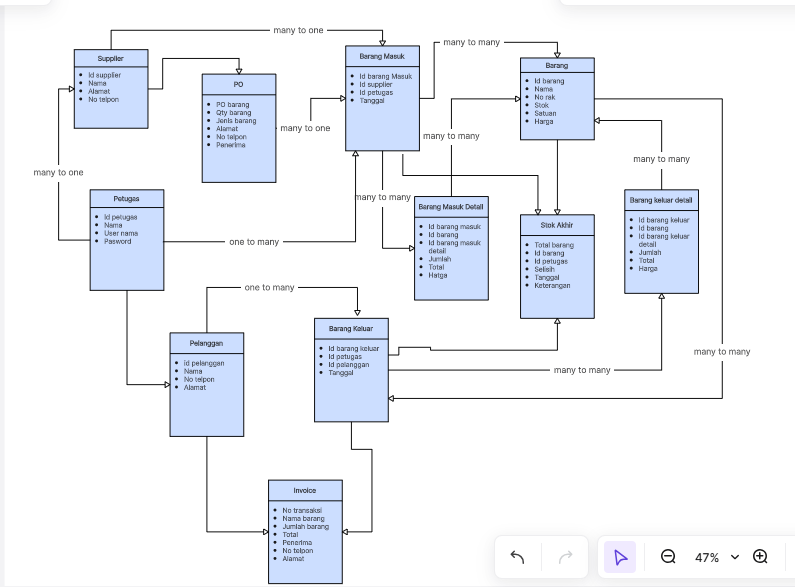 many to one
many to many
Supplier
Id supplier
Nama
Alamat
No telpon
PO
PO barang
Qty barang
Jenis barang
Alamat
No telpon
Penerima
many to one
Barang Masuk
Id barang Masuk
Id supplier
Id petugas
Tanggal
Barang
Id barang
Nama
No rak
Stok
Satuan
Harga
many to many
many to many
many to one
Petugas
Id petugas
Nama
User nama
Pasword
one to many
many to many
Barang Masuk Detail
Id barang masuk
Id barang
Id barang masuk
detail
Jumlah
Total
Hatga
Stok Akhir
Total barang
Id barang
Id petugas
Selisih
Tanggal
Keterangan
Barang keluar detail
Id barang keluar
Id barang
Id barang keluar
detail
Jumlah
Total
Harga
one to many
Pelanggan
id pelanggan
Nama
No telpon
Alamat
Barang Keluar
Id barang keluar
Id petugas
Id pelanggan
Tanggal
many to many
many to many
Invoice
No transaksi
Nama barang
Jumlah barang
Total
Penerima
No telpon
Alamat
47%